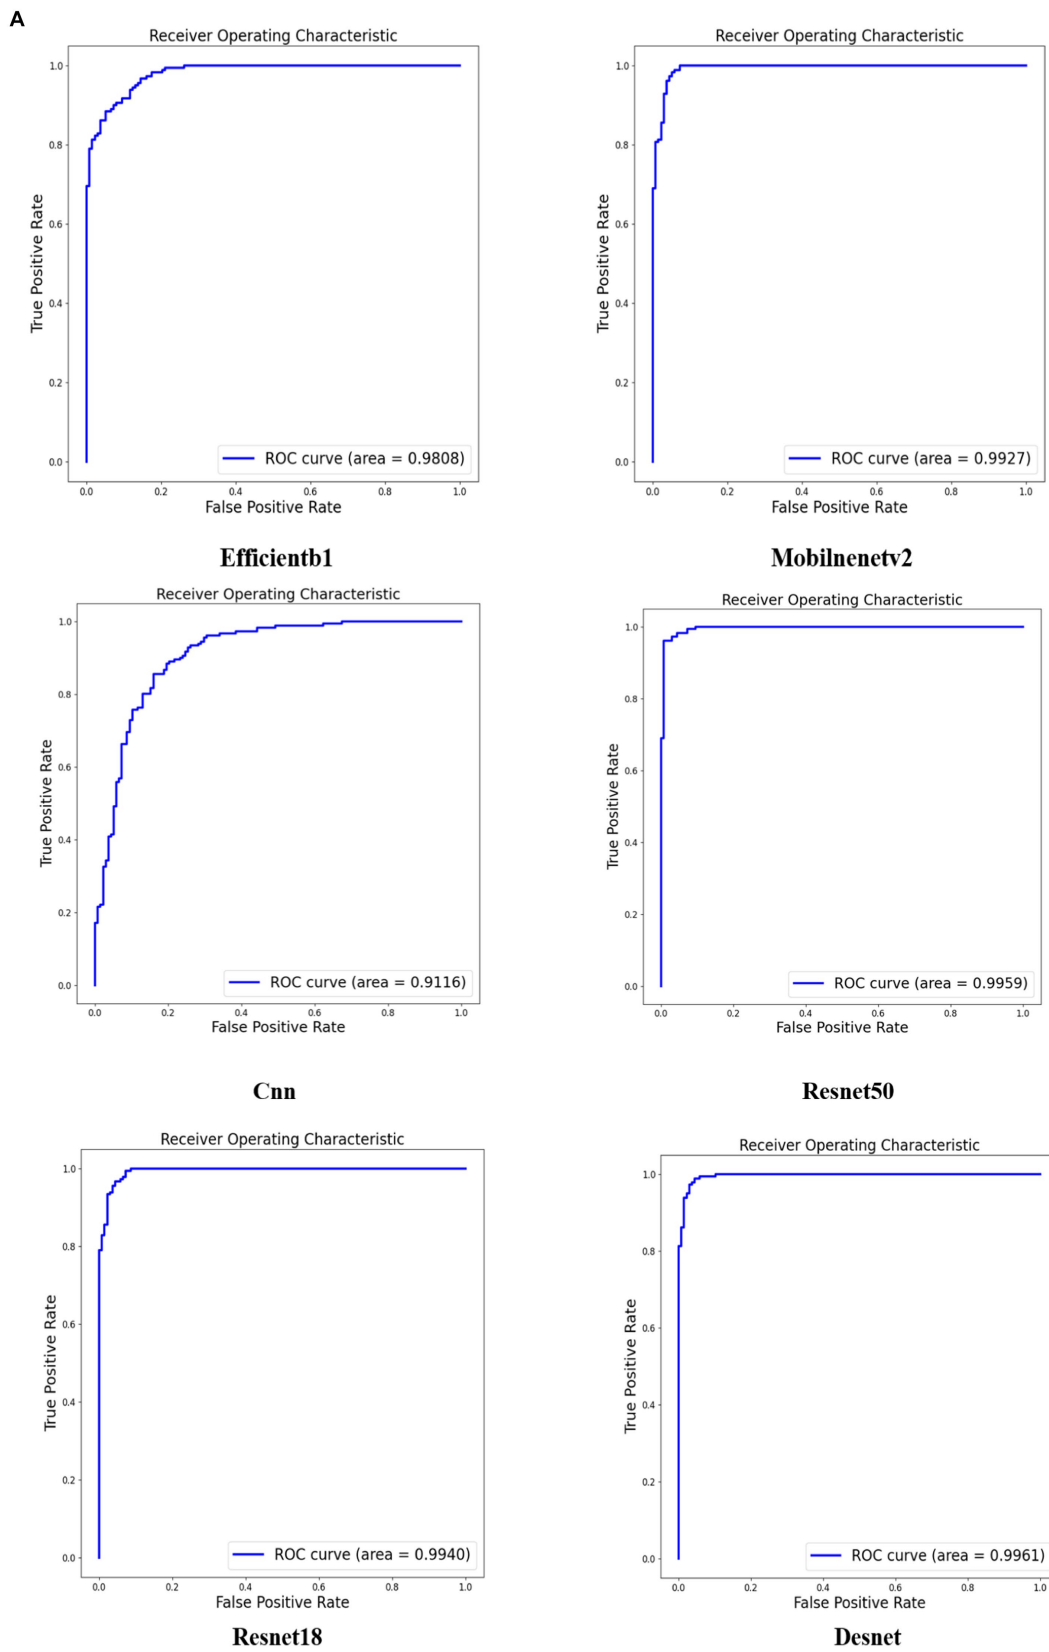 A
Receiver Operating Characteristic
1.0
0.8
0.6
0.4
0.2
0.0
True Positive Rate
ROC curve (area = 0.9808)
0.0 0.2 0.4 0.6 0.8 1.0
False Positive Rate
Efficientb1
Receiver Operating Characteristic
1.0
0.8
0.6
0.4
0.2
0.0
True Positive Rate
ROC curve (area = 0.9927)
0.0 0.2 0.4 0.6 0.8 1.0
False Positive Rate
Mobilnenetv2
Receiver Operating Characteristic
1.0
0.8
0.6
0.4
0.2
0.0
True Positive Rate
ROC curve (area = 0.9116)
0.0 0.2 0.4 0.6 0.8 1.0
False Positive Rate
Cnn
Receiver Operating Characteristic
1.0
0.8
0.6
0.4
0.2
0.0
True Positive Rate
ROC curve (area = 0.9959)
0.0 0.2 0.4 0.6 0.8 1.0
False Positive Rate
Resnet50
Receiver Operating Characteristic
1.0
0.8
0.6
0.4
0.2
0.0
True Positive Rate
ROC curve (area = 0.9940)
0.0 0.2 0.4 0.6 0.8 1.0
False Positive Rate
Resnet18
Receiver Operating Characteristic
1.0
0.8
0.6
0.4
0.2
0.0
True Positive Rate
ROC curve (area = 0.9961)
0.0 0.2 0.4 0.6 0.8 1.0
False Positive Rate
Desnet